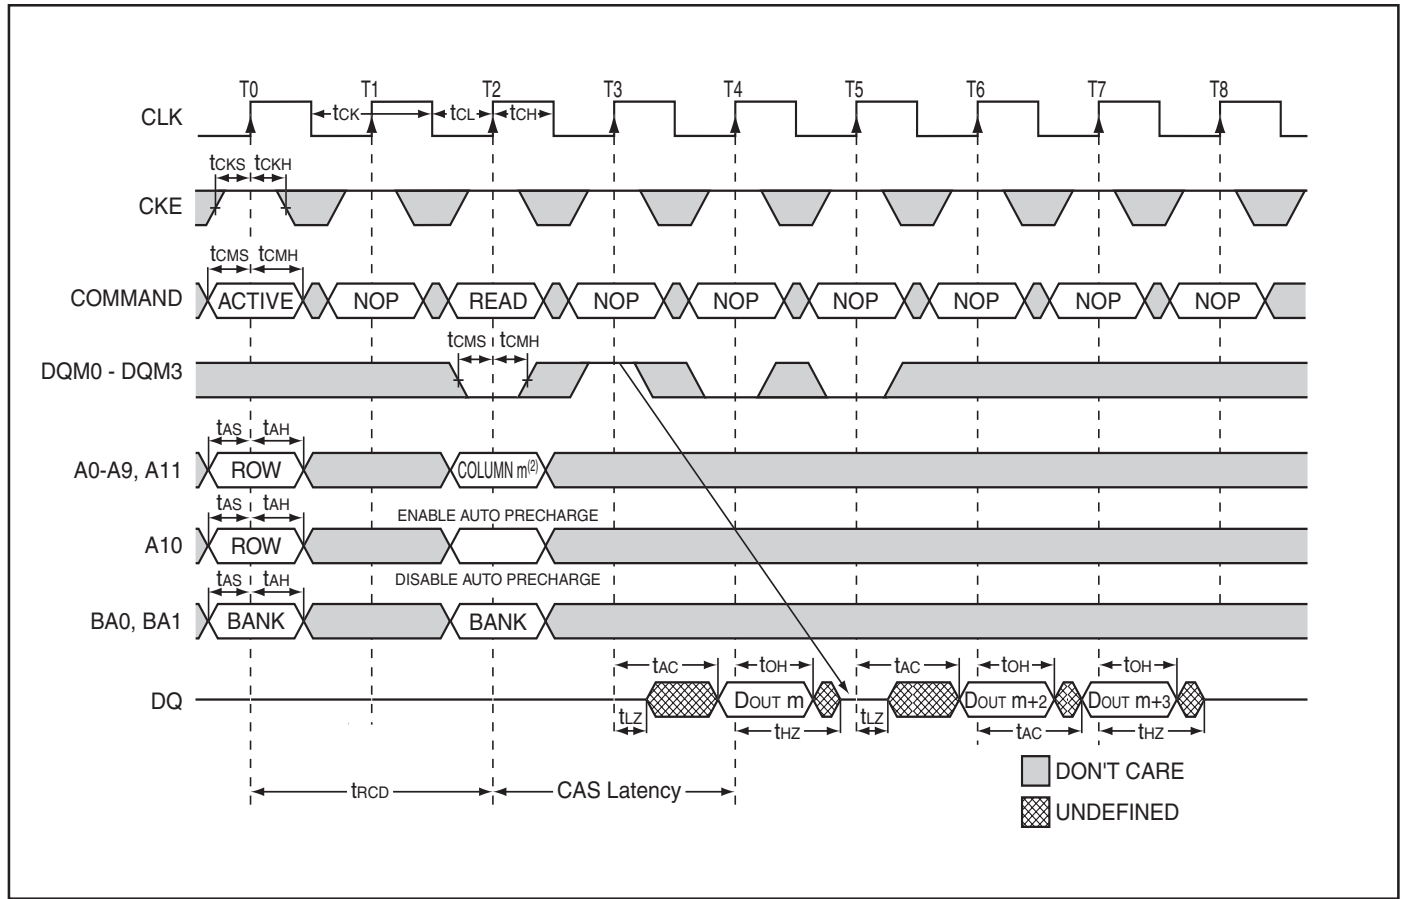 T0 T1 T2 T3 T4 T5 T6 T7 T8
CLK tCK tCL tCH
tCKS tCKH
CKE
tCMS tCMH
COMMAND ACTIVE NOP READ NOP NOP NOP NOP NOP NOP
tCMS tCMH
DQM0 - DQM3
tAS tAH
A0-A9, A11 ROW COLUMN m(2)
tAS tAH ENABLE AUTO PRECHARGE
A10 ROW
tAS tAH DISABLE AUTO PRECHARGE
BA0, BA1 BANK BANK
tAC tOH tAC tOH tOH
DQ DOUT m DOUT m+2 DOUT m+3
tLZ tHZ tLZ tAC tHZ
DON'T CARE
tRCD CAS Latency
UNDEFINED